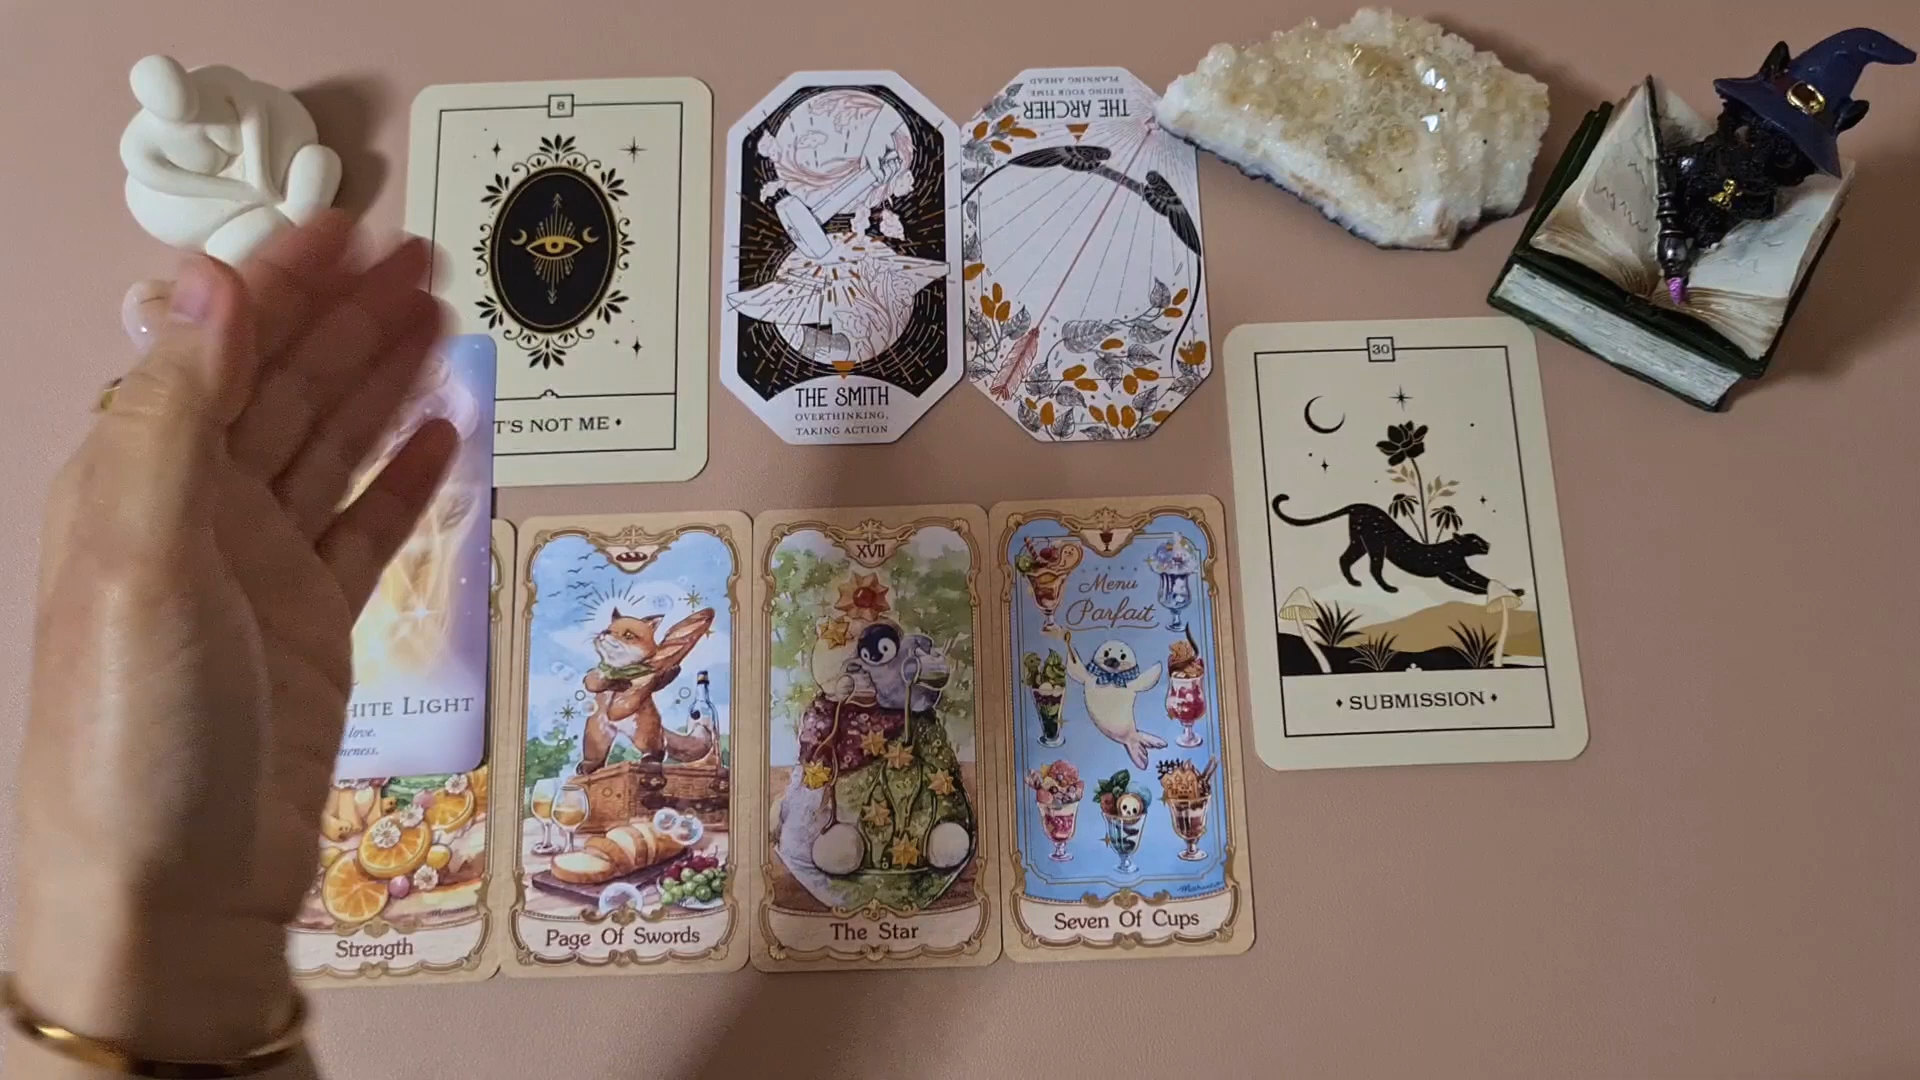 8
T'S NOT ME
THE SMITH
OVERTHINKING,
TAKING ACTION
THE ARCHER
BIDING YOUR TIME
PLANNING AHEAD
30
SUBMISSION
HITE LIGHT
love.
Strength
Page Of Swords
XVII
The Star
Menu
Parfait
Seven Of Cups